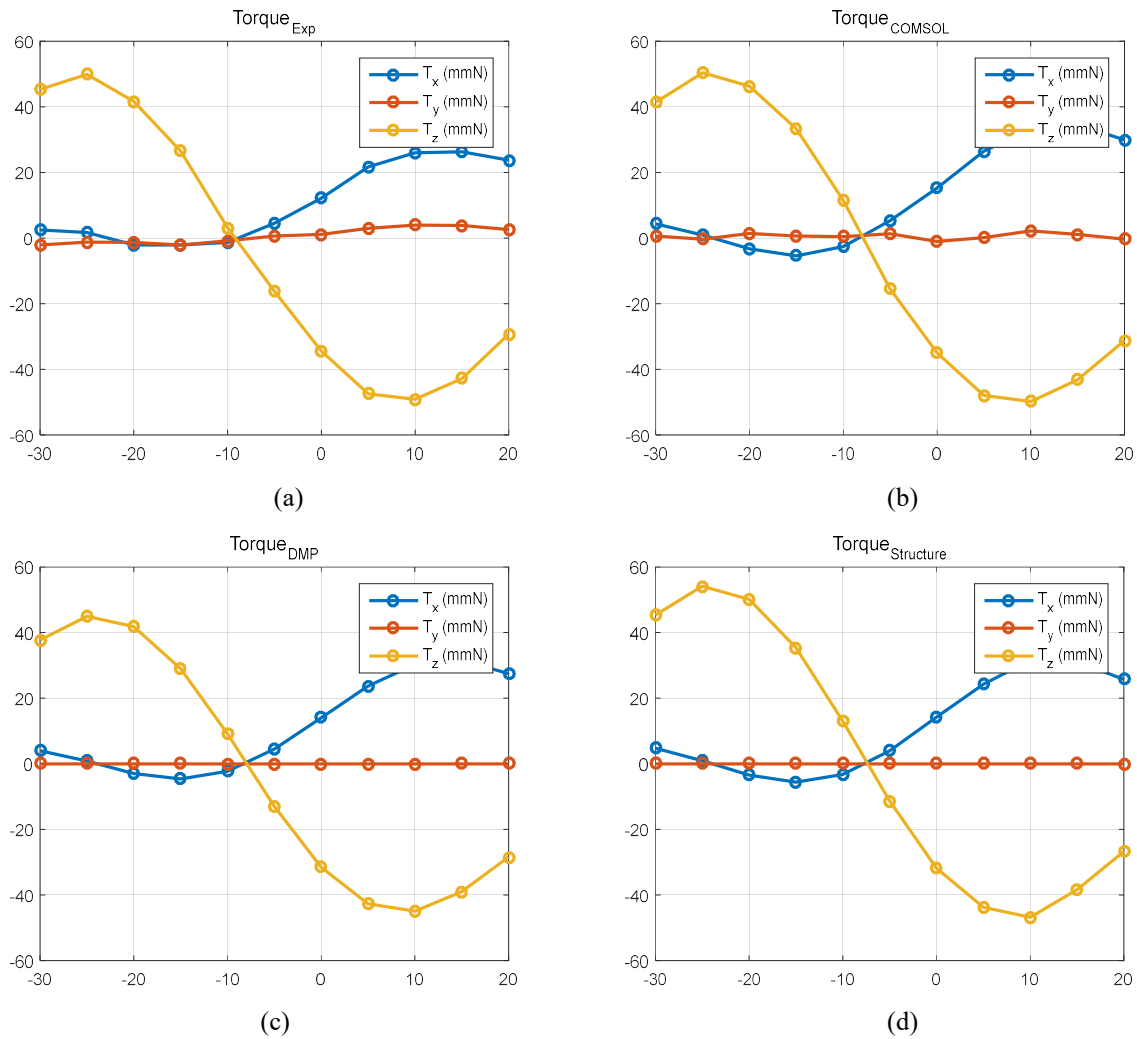 Torque_Exp
60
40
20
0
-20
-40
-60
T_x (mmN)
T_y (mmN)
T_z (mmN)
-30 -20 -10 0 10 20
(a)
Torque_COMSOL
60
40
20
0
-20
-40
-60
T_x (mmN)
T_y (mmN)
T_z (mmN)
-30 -20 -10 0 10 20
(b)
Torque_DMP
60
40
20
0
-20
-40
-60
T_x (mmN)
T_y (mmN)
T_z (mmN)
-30 -20 -10 0 10 20
(c)
Torque_Structure
60
40
20
0
-20
-40
-60
T_x (mmN)
T_y (mmN)
T_z (mmN)
-30 -20 -10 0 10 20
(d)